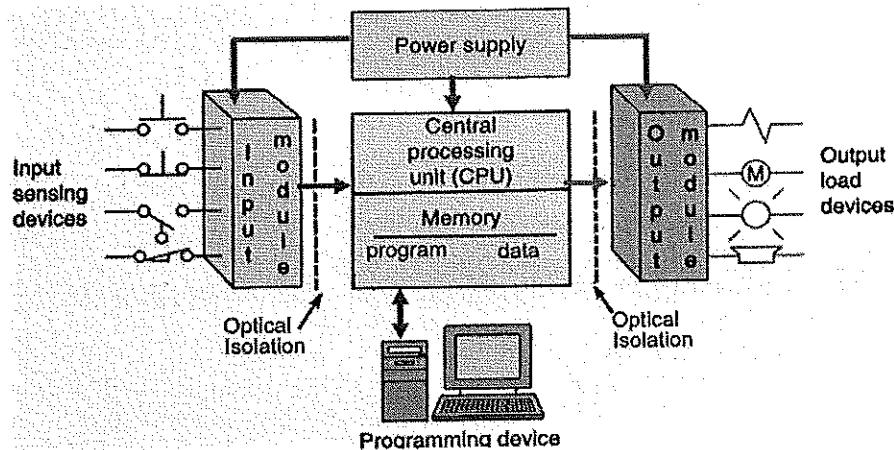 Power supply
Input
sensing
devices
Input
module
Central
processing
unit (CPU)
Memory
program data
Output
module
M
Output
load
devices
Optical
Isolation
Optical
Isolation
Programming device